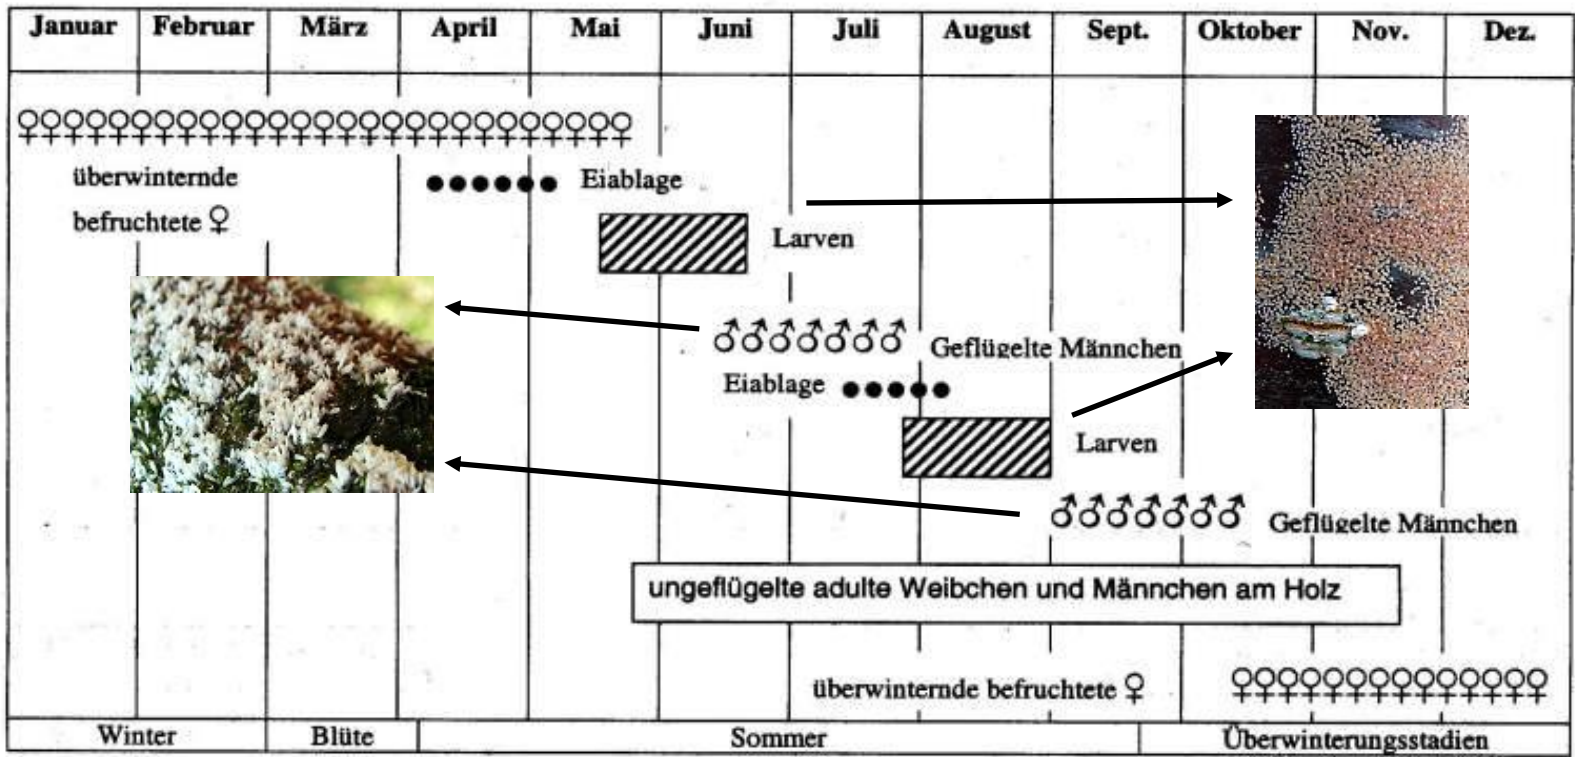 Januar Februar März April Mai Juni Juli August Sept. Oktober Nov. Dez.
♀♀♀♀♀♀♀♀♀♀♀♀♀♀♀♀♀♀♀♀♀♀♀♀♀♀♀
überwinternde
befruchtete ♀
●●●●●● Eiablage
Larven
♂♂♂♂♂♂♂ Geflügelte Männchen
Eiablage ●●●●●
Larven
♂♂♂♂♂♂♂ Geflügelte Männchen
ungeflügelte adulte Weibchen und Männchen am Holz
überwinternde befruchtete ♀ ♀♀♀♀♀♀♀♀♀♀♀♀♀♀
Winter Blüte Sommer Überwinterungsstadien